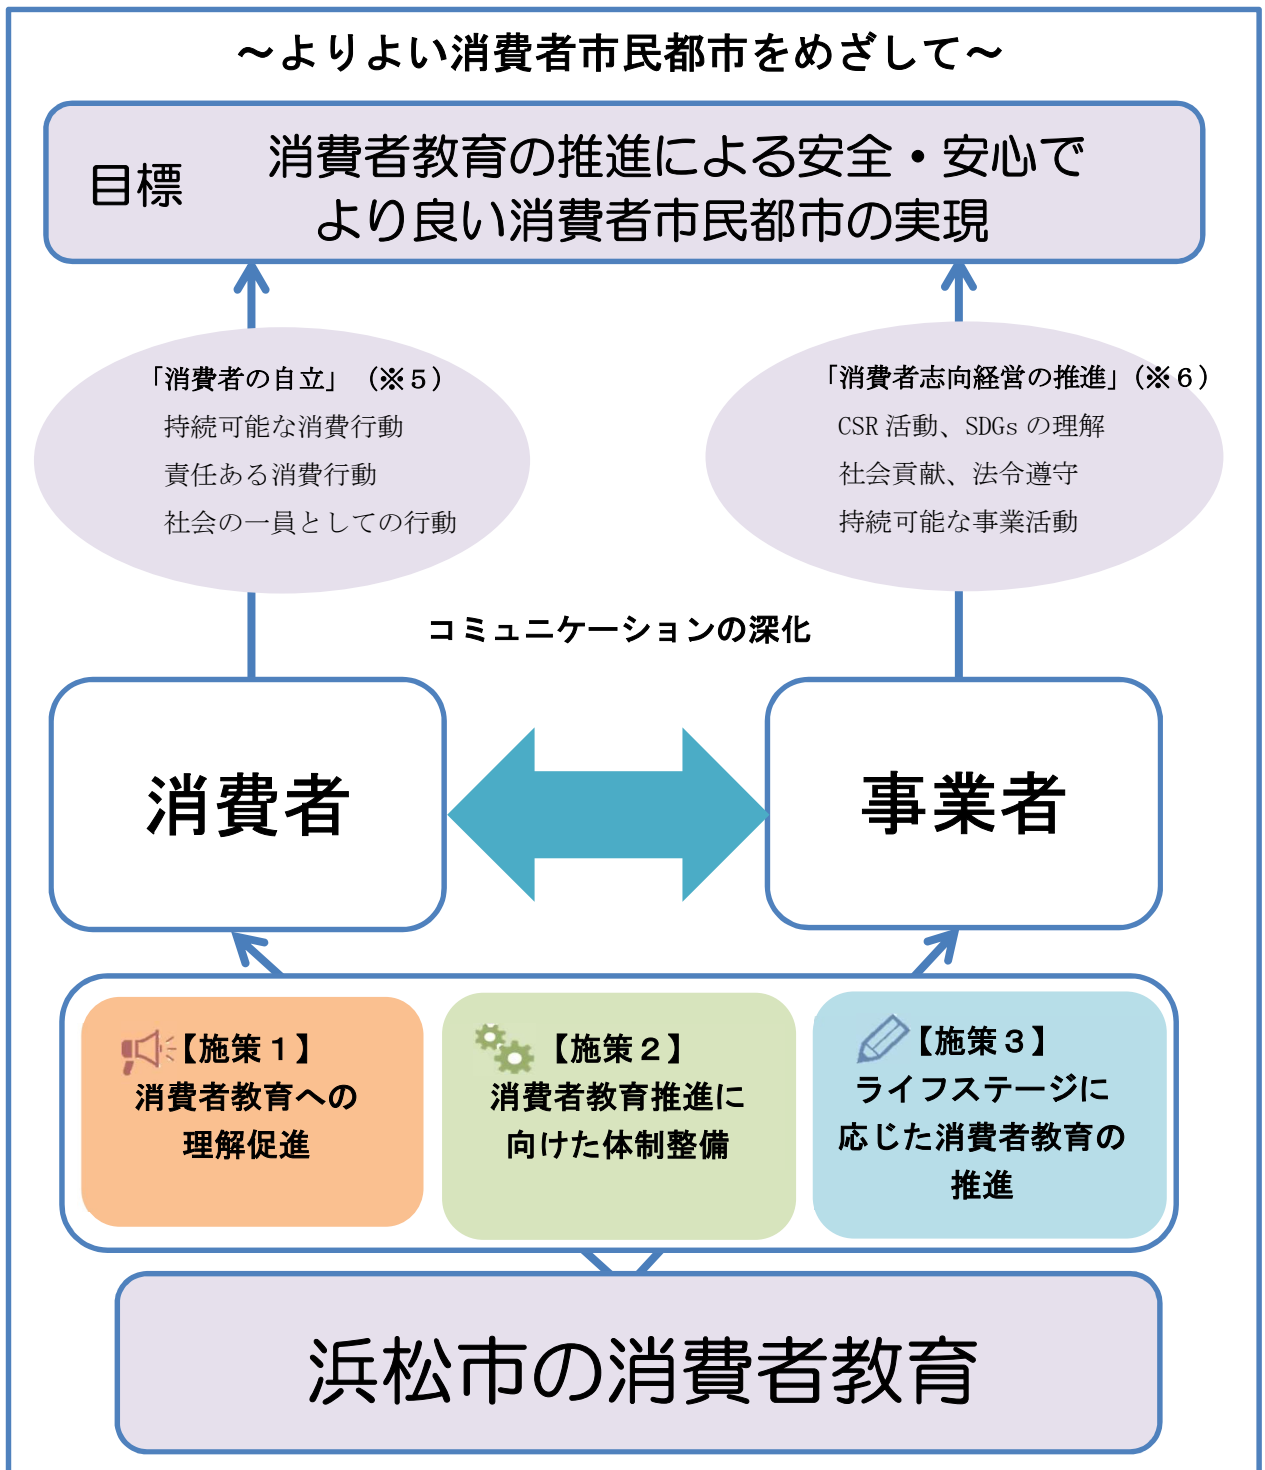 ～よりよい消費者市民都市をめざして～
目標
消費者教育の推進による安全・安心で
より良い消費者市民都市の実現
「消費者の自立」（※５）
持続可能な消費行動
責任ある消費行動
社会の一員としての行動
「消費者志向経営の推進」（※６）
CSR 活動、SDGs の理解
社会貢献、法令遵守
持続可能な事業活動
コミュニケーションの深化
消費者
事業者
【施策１】
消費者教育への
理解促進
【施策２】
消費者教育推進に
向けた体制整備
【施策３】
ライフステージに
応じた消費者教育の
推進
浜松市の消費者教育